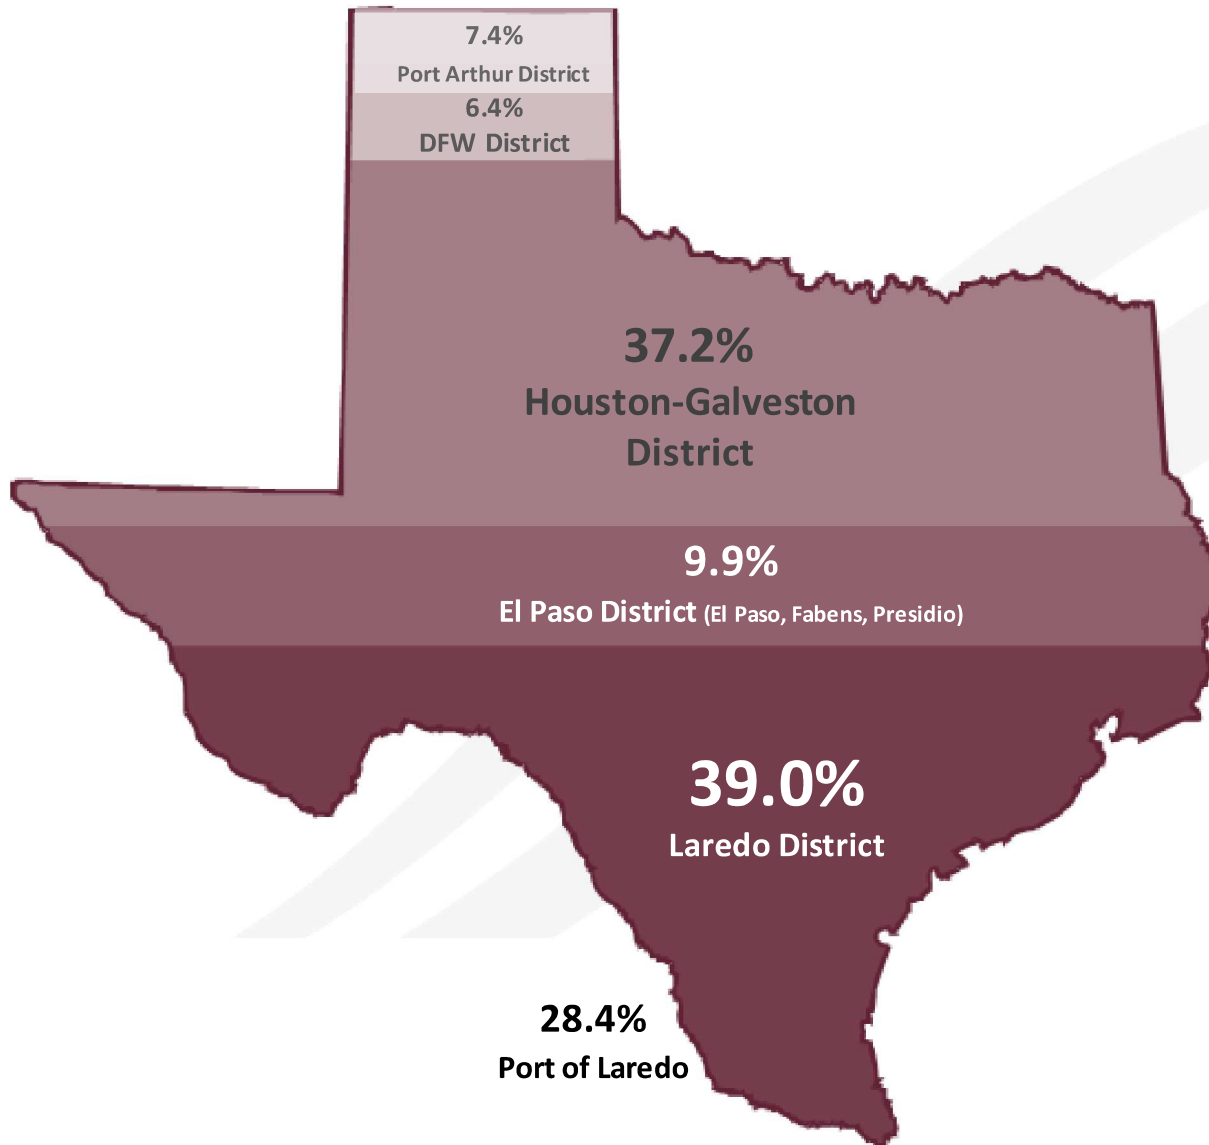 7.4%
Port Arthur District
6.4%
DFW District
37.2%
Houston-Galveston
District
9.9%
El Paso District (El Paso, Fabens, Presidio)
39.0%
Laredo District
28.4%
Port of Laredo